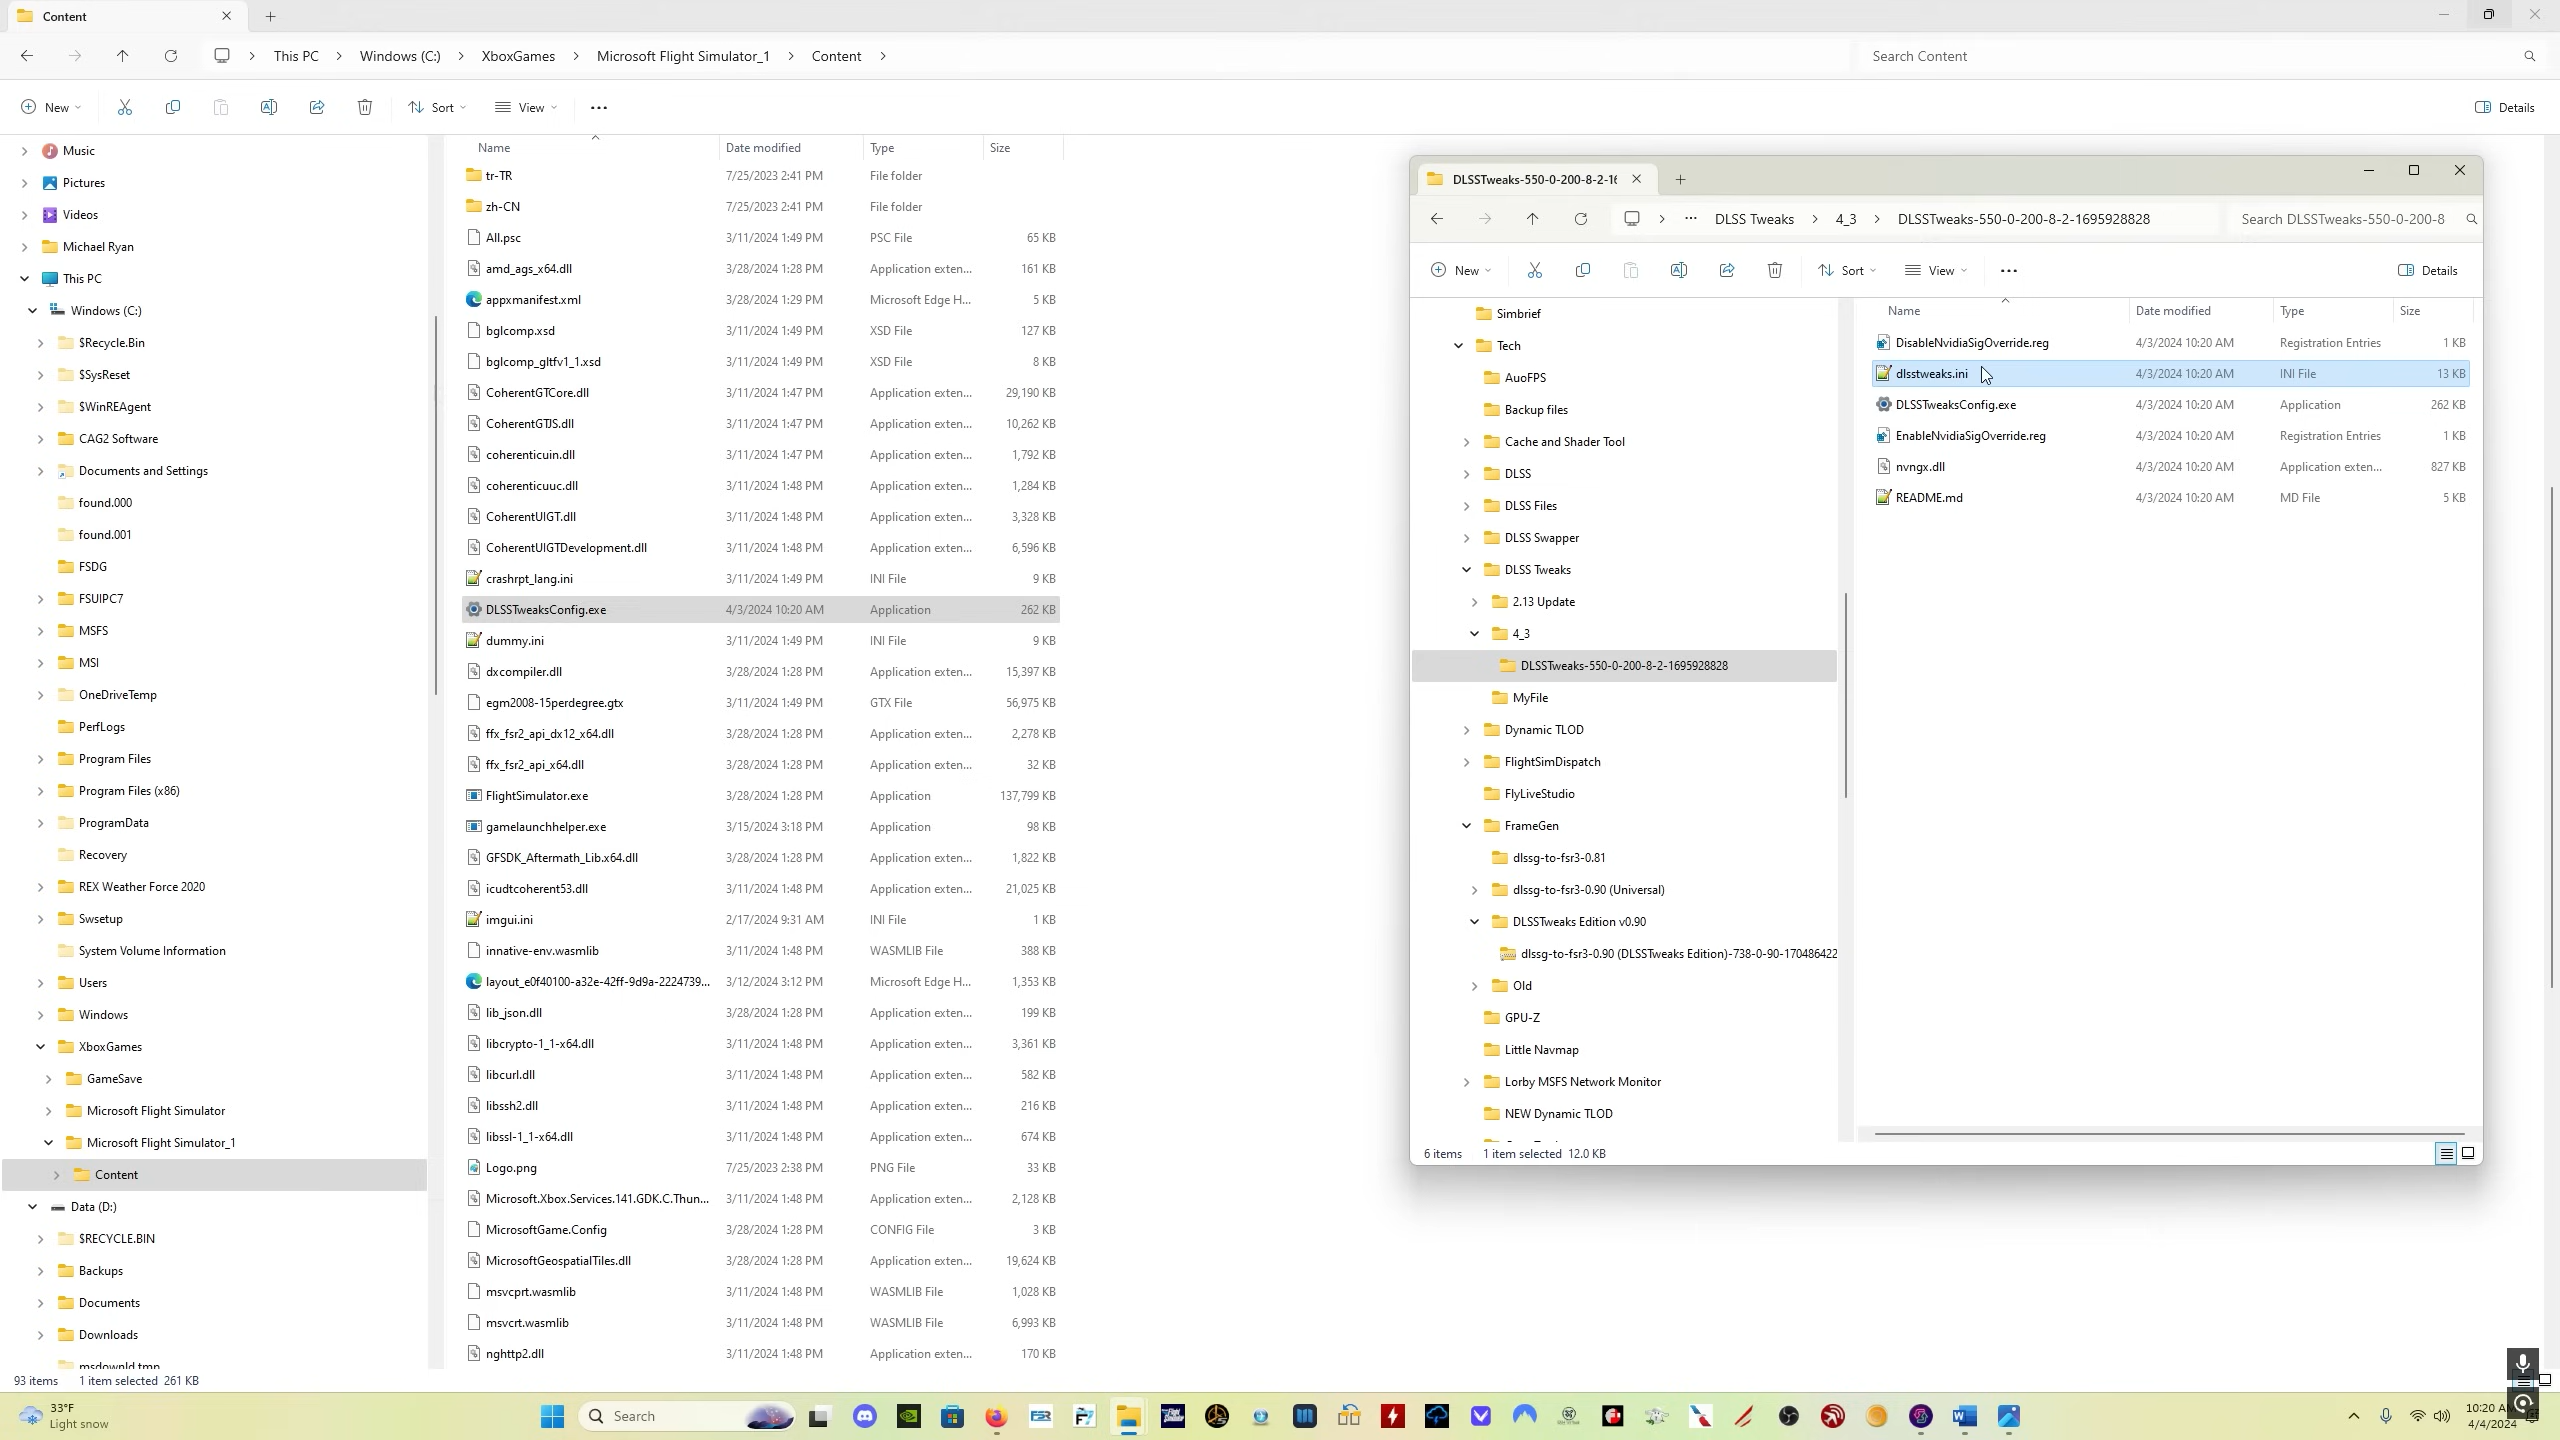 Content
This PC
Windows (C:)
XboxGames
Microsoft Flight Simulator_1
Content
Search Content
New
Sort
View
Details
Music
Pictures
Videos
Michael Ryan
This PC
Windows (C:)
$Recycle.Bin
$SysReset
$WinREAgent
CAG2 Software
Documents and Settings
found.000
found.001
FSDG
FSUIPC7
MSFS
MSI
OneDriveTemp
PerfLogs
Program Files
Program Files (x86)
ProgramData
Recovery
REX Weather Force 2020
Swsetup
System Volume Information
Users
Windows
XboxGames
GameSave
Microsoft Flight Simulator
Microsoft Flight Simulator_1
Content
Data (D:)
$RECYCLE.BIN
Backups
Documents
Downloads
msdownld.tmp
Name Date modified Type Size
tr-TR 7/25/2023 2:41 PM File folder
zh-CN 7/25/2023 2:41 PM File folder
All.psc 3/11/2024 1:49 PM PSC File 65 KB
amd_ags_x64.dll 3/28/2024 1:28 PM Application exten... 161 KB
appxmanifest.xml 3/28/2024 1:29 PM Microsoft Edge H... 5 KB
bglcomp.xsd 3/11/2024 1:49 PM XSD File 127 KB
bglcomp_gltfv1_1.xsd 3/11/2024 1:49 PM XSD File 8 KB
CoherentGTCore.dll 3/11/2024 1:47 PM Application exten... 29,190 KB
CoherentGTJS.dll 3/11/2024 1:47 PM Application exten... 10,262 KB
coherenticuin.dll 3/11/2024 1:47 PM Application exten... 1,792 KB
coherenticuuc.dll 3/11/2024 1:48 PM Application exten... 1,284 KB
CoherentUIGT.dll 3/11/2024 1:48 PM Application exten... 3,328 KB
CoherentUIGTDevelopment.dll 3/11/2024 1:48 PM Application exten... 6,596 KB
crashrpt_lang.ini 3/11/2024 1:49 PM INI File 9 KB
DLSSTweaksConfig.exe 4/3/2024 10:20 AM Application 262 KB
dummy.ini 3/11/2024 1:49 PM INI File 9 KB
dxcompiler.dll 3/28/2024 1:28 PM Application exten... 15,397 KB
egm2008-15perdegree.gtx 3/11/2024 1:49 PM GTX File 56,975 KB
ffx_fsr2_api_dx12_x64.dll 3/28/2024 1:28 PM Application exten... 2,278 KB
ffx_fsr2_api_x64.dll 3/28/2024 1:28 PM Application exten... 32 KB
FlightSimulator.exe 3/28/2024 1:28 PM Application 137,799 KB
gamelaunchhelper.exe 3/15/2024 3:18 PM Application 98 KB
GFSDK_Aftermath_Lib.x64.dll 3/28/2024 1:28 PM Application exten... 1,822 KB
icudtcoherent53.dll 3/11/2024 1:48 PM Application exten... 21,025 KB
imgui.ini 2/17/2024 9:31 AM INI File 1 KB
innative-env.wasmlib 3/11/2024 1:48 PM WASMLIB File 388 KB
layout_e0f40100-a32e-42ff-9d9a-2224739... 3/12/2024 3:12 PM Microsoft Edge H... 1,353 KB
lib_json.dll 3/28/2024 1:28 PM Application exten... 199 KB
libcrypto-1_1-x64.dll 3/11/2024 1:48 PM Application exten... 3,361 KB
libcurl.dll 3/11/2024 1:48 PM Application exten... 582 KB
libssh2.dll 3/11/2024 1:48 PM Application exten... 216 KB
libssl-1_1-x64.dll 3/11/2024 1:48 PM Application exten... 674 KB
Logo.png 7/25/2023 2:38 PM PNG File 33 KB
Microsoft.Xbox.Services.141.GDK.C.Thun... 3/11/2024 1:48 PM Application exten... 2,128 KB
MicrosoftGame.Config 3/28/2024 1:28 PM CONFIG File 3 KB
MicrosoftGeospatialTiles.dll 3/28/2024 1:28 PM Application exten... 19,624 KB
msvcprt.wasmlib 3/11/2024 1:48 PM WASMLIB File 1,028 KB
msvcrt.wasmlib 3/11/2024 1:48 PM WASMLIB File 6,993 KB
nghttp2.dll 3/11/2024 1:48 PM Application exten... 170 KB
93 items 1 item selected 261 KB
DLSSTweaks-550-0-200-8-2-16
DLSS Tweaks
4_3
DLSSTweaks-550-0-200-8-2-1695928828
Search DLSSTweaks-550-0-200-8
New
Sort
View
Details
Simbrief
Tech
AuoFPS
Backup files
Cache and Shader Tool
DLSS
DLSS Files
DLSS Swapper
DLSS Tweaks
2.13 Update
4_3
DLSSTweaks-550-0-200-8-2-1695928828
MyFile
Dynamic TLOD
FlightSimDispatch
FlyLiveStudio
FrameGen
dlssg-to-fsr3-0.81
dlssg-to-fsr3-0.90 (Universal)
DLSSTweaks Edition v0.90
dlssg-to-fsr3-0.90 (DLSSTweaks Edition)-738-0-90-170486422
Old
GPU-Z
Little Navmap
Lorby MSFS Network Monitor
NEW Dynamic TLOD
Name Date modified Type Size
DisableNvidiaSigOverride.reg 4/3/2024 10:20 AM Registration Entries 1 KB
dlsstweaks.ini 4/3/2024 10:20 AM INI File 13 KB
DLSSTweaksConfig.exe 4/3/2024 10:20 AM Application 262 KB
EnableNvidiaSigOverride.reg 4/3/2024 10:20 AM Registration Entries 1 KB
nvngx.dll 4/3/2024 10:20 AM Application exten... 827 KB
README.md 4/3/2024 10:20 AM MD File 5 KB
6 items 1 item selected 12.0 KB
33°F
Light snow
Search
FSR
10:20 AM
4/4/2024